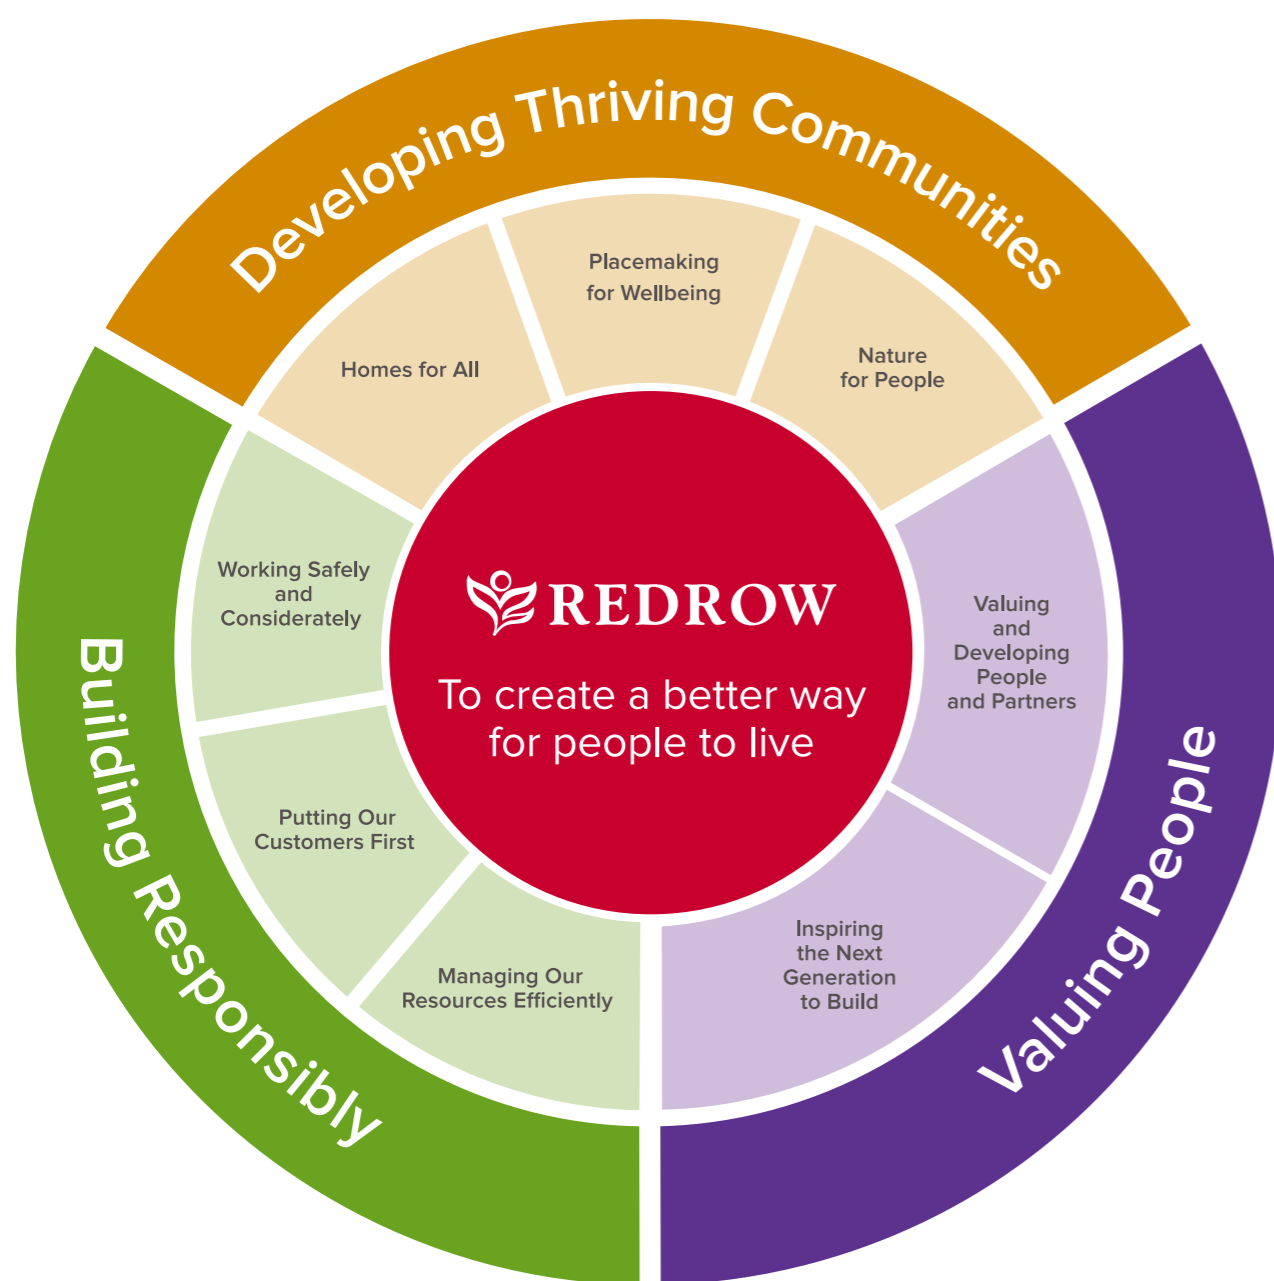 Developing Thriving Communities
Homes for All
Placemaking
for Wellbeing
Nature
for People
Valuing People
Valuing
and
Developing
People
and Partners
Inspiring
the Next
Generation
to Build
Building Responsibly
Working Safely
and
Considerately
Putting Our
Customers First
Managing Our
Resources Efficiently
REDROW
To create a better way
for people to live